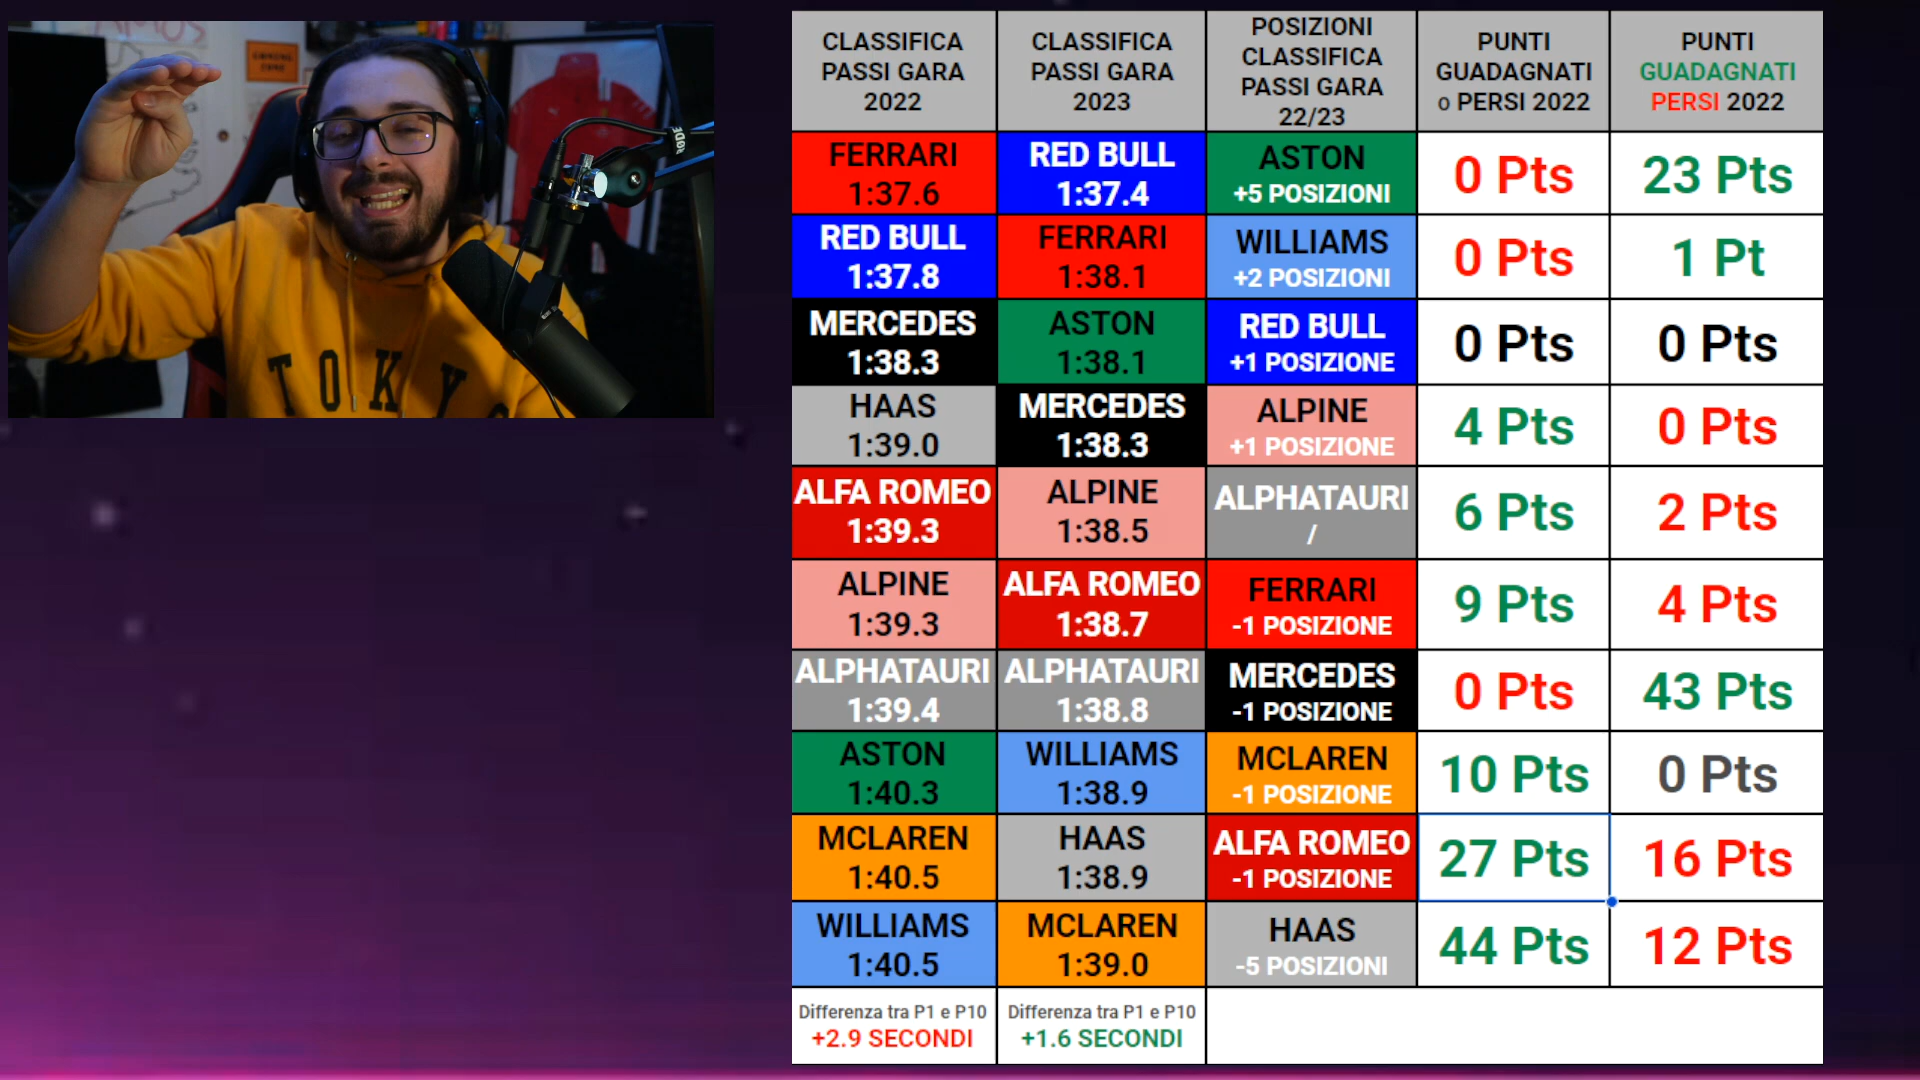 GAMING
ZONE
RØDE
TOKYO
CLASSIFICA
PASSI GARA
2022
CLASSIFICA
PASSI GARA
2023
POSIZIONI
CLASSIFICA
PASSI GARA
22/23
PUNTI
GUADAGNATI
o PERSI 2022
PUNTI
GUADAGNATI
PERSI 2022
FERRARI
1:37.6
RED BULL
1:37.4
ASTON
+5 POSIZIONI
0 Pts
23 Pts
RED BULL
1:37.8
FERRARI
1:38.1
WILLIAMS
+2 POSIZIONI
0 Pts
1 Pt
MERCEDES
1:38.3
ASTON
1:38.1
RED BULL
+1 POSIZIONE
0 Pts
0 Pts
HAAS
1:39.0
MERCEDES
1:38.3
ALPINE
+1 POSIZIONE
4 Pts
0 Pts
ALFA ROMEO
1:39.3
ALPINE
1:38.5
ALPHATAURI
/
6 Pts
2 Pts
ALPINE
1:39.3
ALFA ROMEO
1:38.7
FERRARI
-1 POSIZIONE
9 Pts
4 Pts
ALPHATAURI
1:39.4
ALPHATAURI
1:38.8
MERCEDES
-1 POSIZIONE
0 Pts
43 Pts
ASTON
1:40.3
WILLIAMS
1:38.9
MCLAREN
-1 POSIZIONE
10 Pts
0 Pts
MCLAREN
1:40.5
HAAS
1:38.9
ALFA ROMEO
-1 POSIZIONE
27 Pts
16 Pts
WILLIAMS
1:40.5
MCLAREN
1:39.0
HAAS
-5 POSIZIONI
44 Pts
12 Pts
Differenza tra P1 e P10
+2.9 SECONDI
Differenza tra P1 e P10
+1.6 SECONDI